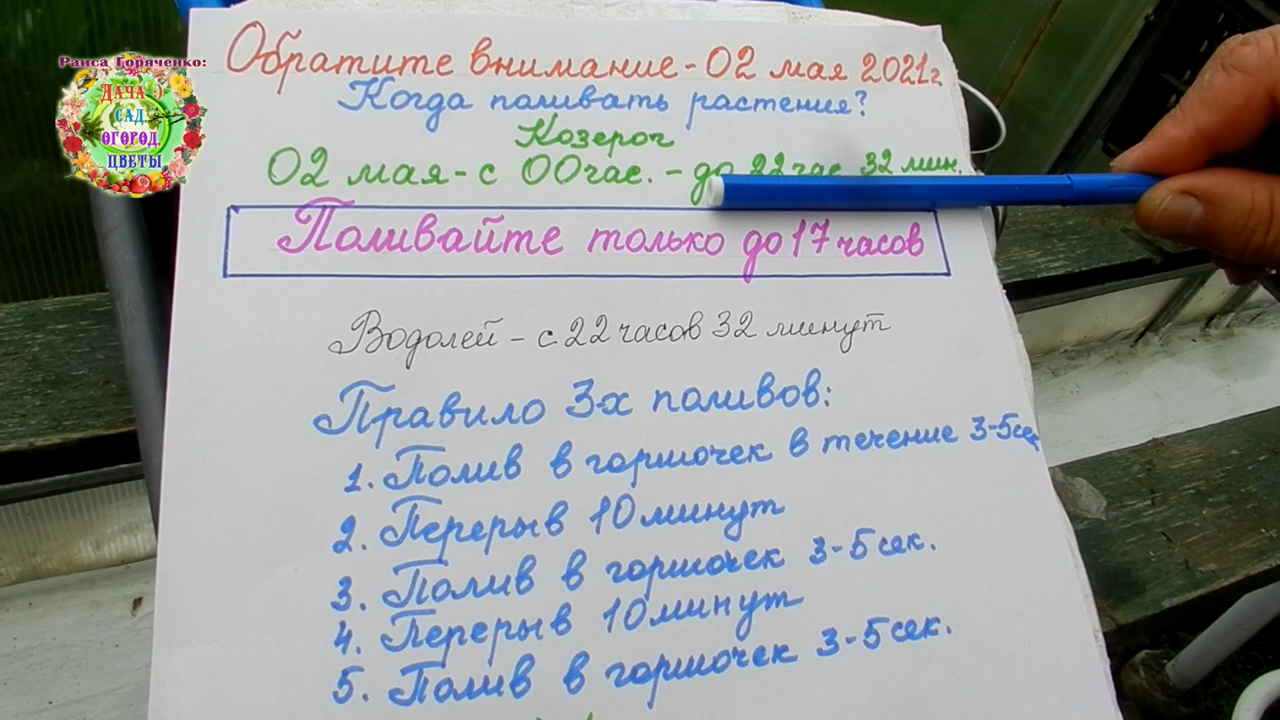 Раиса Горяченко:
ДАЧА :)
САД,
ОГОРОД,
ЦВЕТЫ
Обратите внимание - 02 мая 2021г
Когда поливать растения?
Козерог
02 мая - с 00час. - до 22 час 32 мин.
Поливайте только до 17 часов
Водолей - с 22 часов 32 минут
Правило 3х поливов:
1. Полив в горшочек в течение 3-5сек
2. Перерыв 10 минут
3. Полив в горшочек 3-5 сек.
4. Перерыв 10 минут
5. Полив в горшочек 3-5 сек.